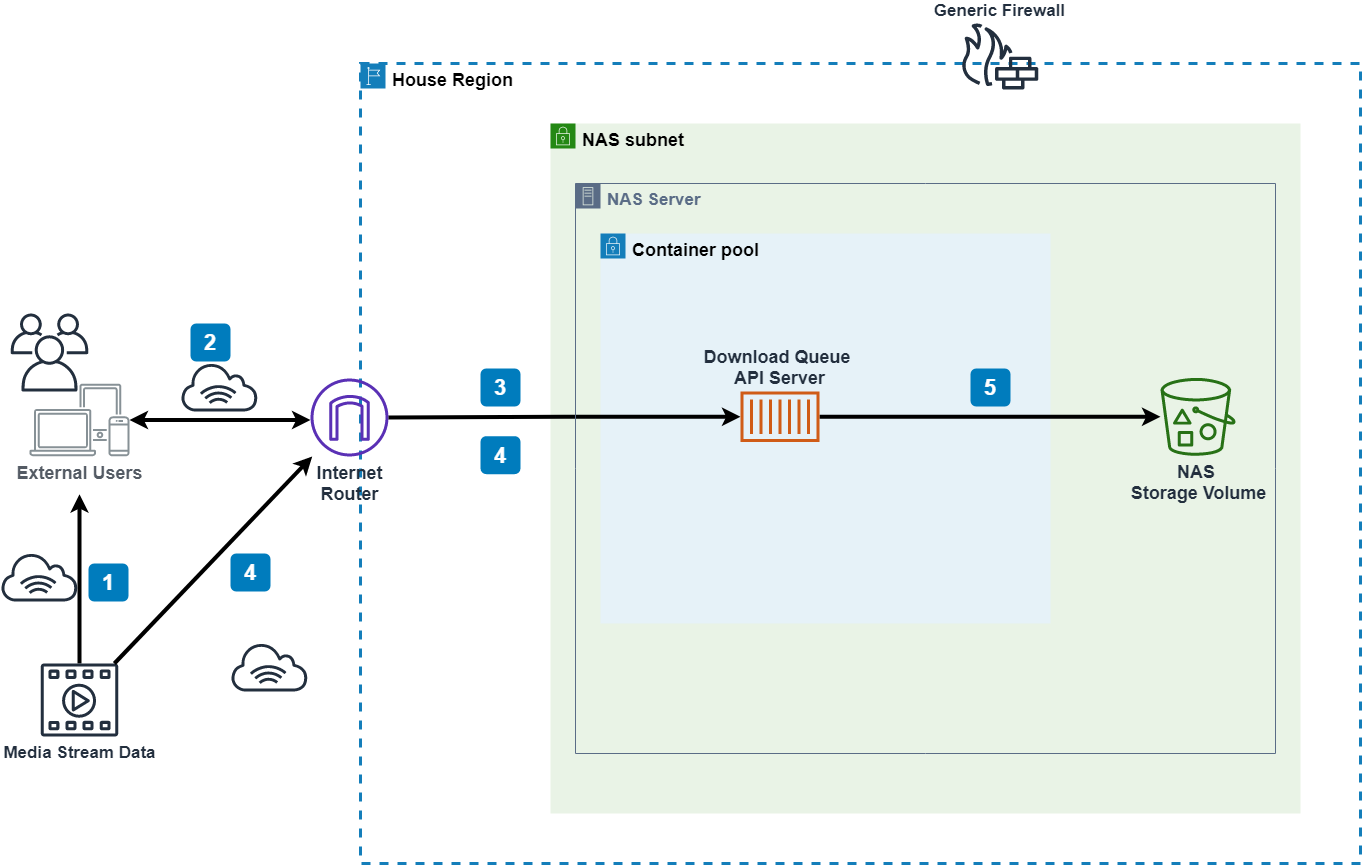 Generic Firewall
House Region
NAS subnet
NAS Server
Container pool
2
Download Queue
API Server
3
5
4
External Users
Internet
Router
NAS
Storage Volume
1
4
Media Stream Data